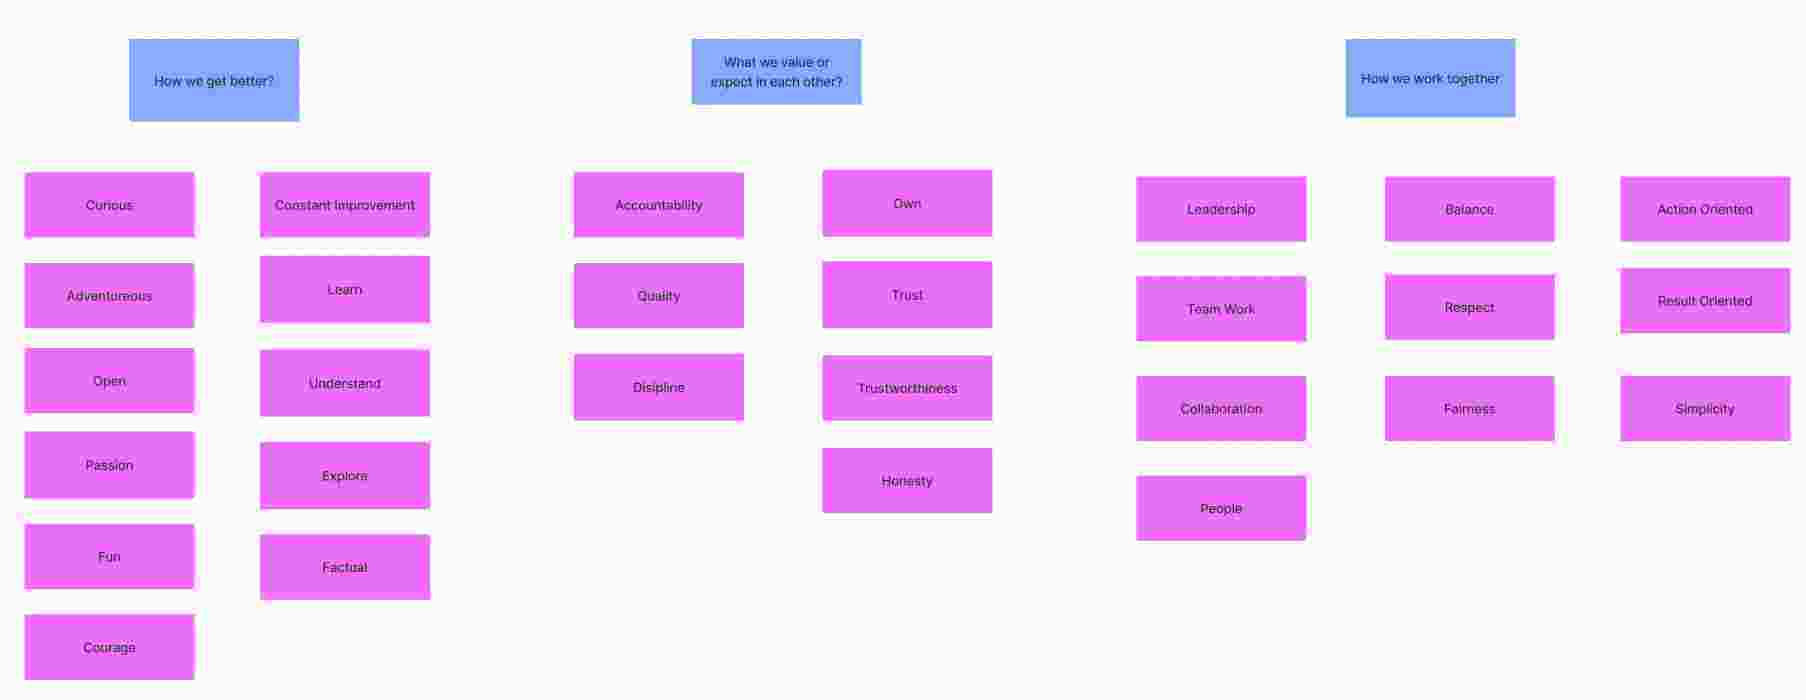 How we get better?
Curious
Constant Improvement
Adventoreous
Learn
Open
Understand
Passion
Explore
Fun
Factual
Courage
What we value or
expect in each other?
Accountability
Own
Quality
Trust
Disipline
Trustworthiness
Honesty
How we work together
Leadership
Balance
Action Oriented
Team Work
Respect
Result Oriented
Collaboration
Fairness
Simplicity
People